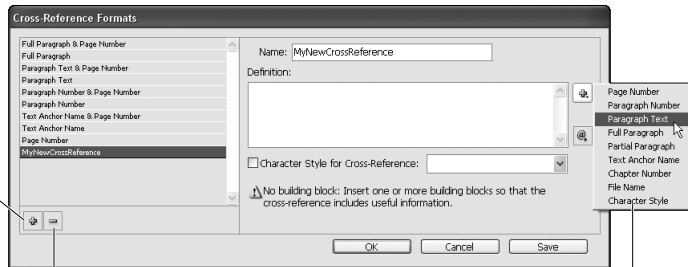 Cross-Reference Formats
Full Paragraph & Page Number
Full Paragraph
Paragraph Text & Page Number
Paragraph Text
Paragraph Number & Page Number
Paragraph Number
Text Anchor Name & Page Number
Text Anchor Name
Page Number
MyNewCrossReference
Name: MyNewCrossReference
Definition:
Character Style for Cross-Reference:
No building block: Insert one or more building blocks so that the
cross-reference includes useful information.
OK Cancel Save
Page Number
Paragraph Number
Paragraph Text
Full Paragraph
Partial Paragraph
Text Anchor Name
Chapter Number
File Name
Character Style